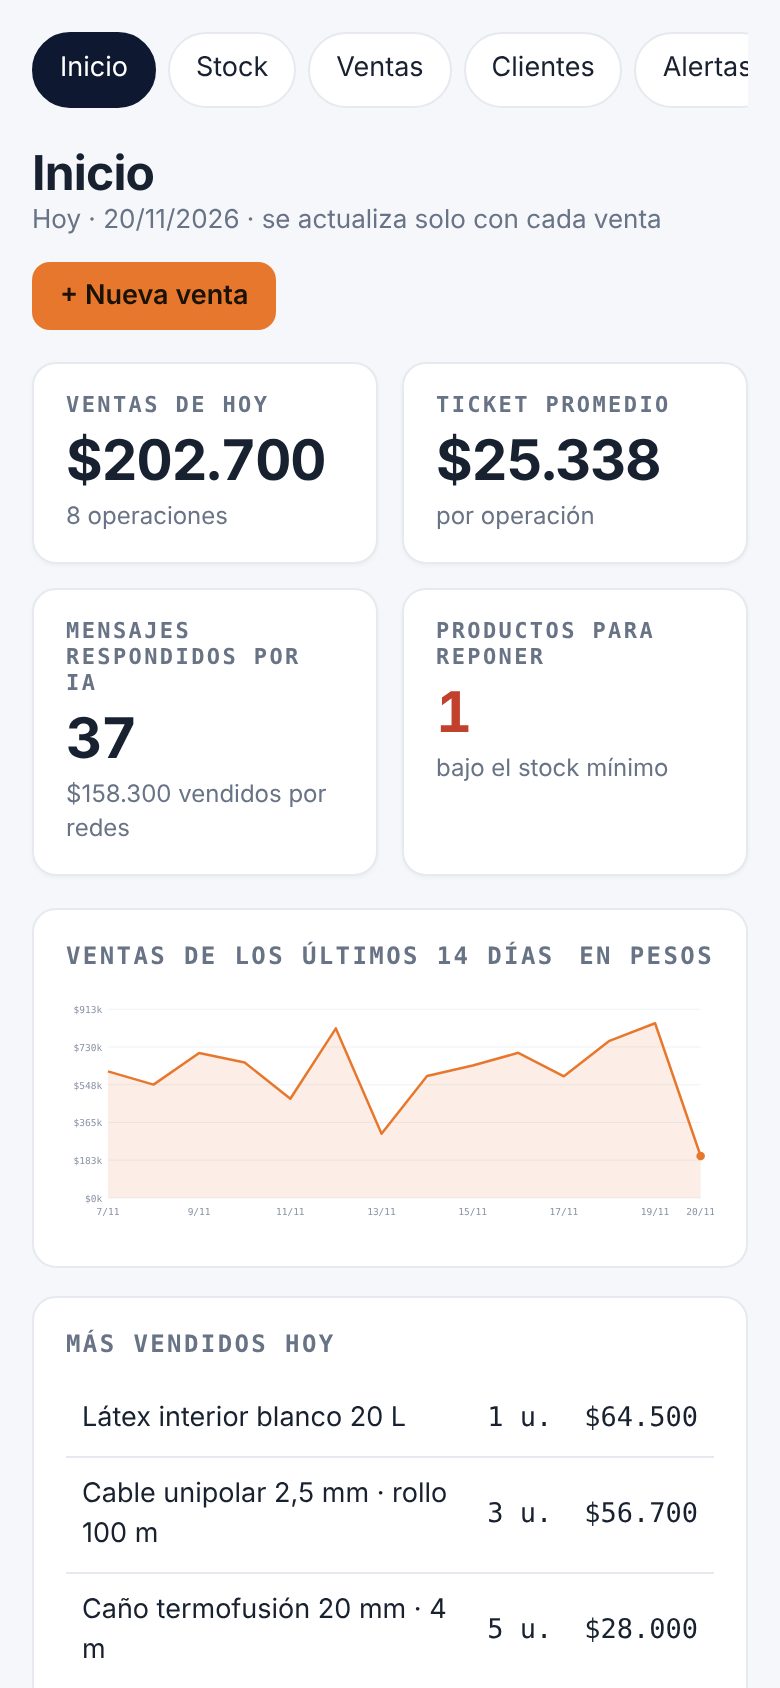 Inicio Stock Ventas Clientes Alertas
Inicio
Hoy · 20/11/2026 · se actualiza solo con cada venta
+ Nueva venta
VENTAS DE HOY
$202.700
8 operaciones
TICKET PROMEDIO
$25.338
por operación
MENSAJES
RESPONDIDOS POR
IA
37
$158.300 vendidos por
redes
PRODUCTOS PARA
REPONER
1
bajo el stock mínimo
VENTAS DE LOS ÚLTIMOS 14 DÍAS EN PESOS
$913k
$730k
$548k
$365k
$183k
$0k
7/11 9/11 11/11 13/11 15/11 17/11 19/11 20/11
MÁS VENDIDOS HOY
Látex interior blanco 20 L 1 u. $64.500
Cable unipolar 2,5 mm · rollo
100 m 3 u. $56.700
Caño termofusión 20 mm · 4
m 5 u. $28.000